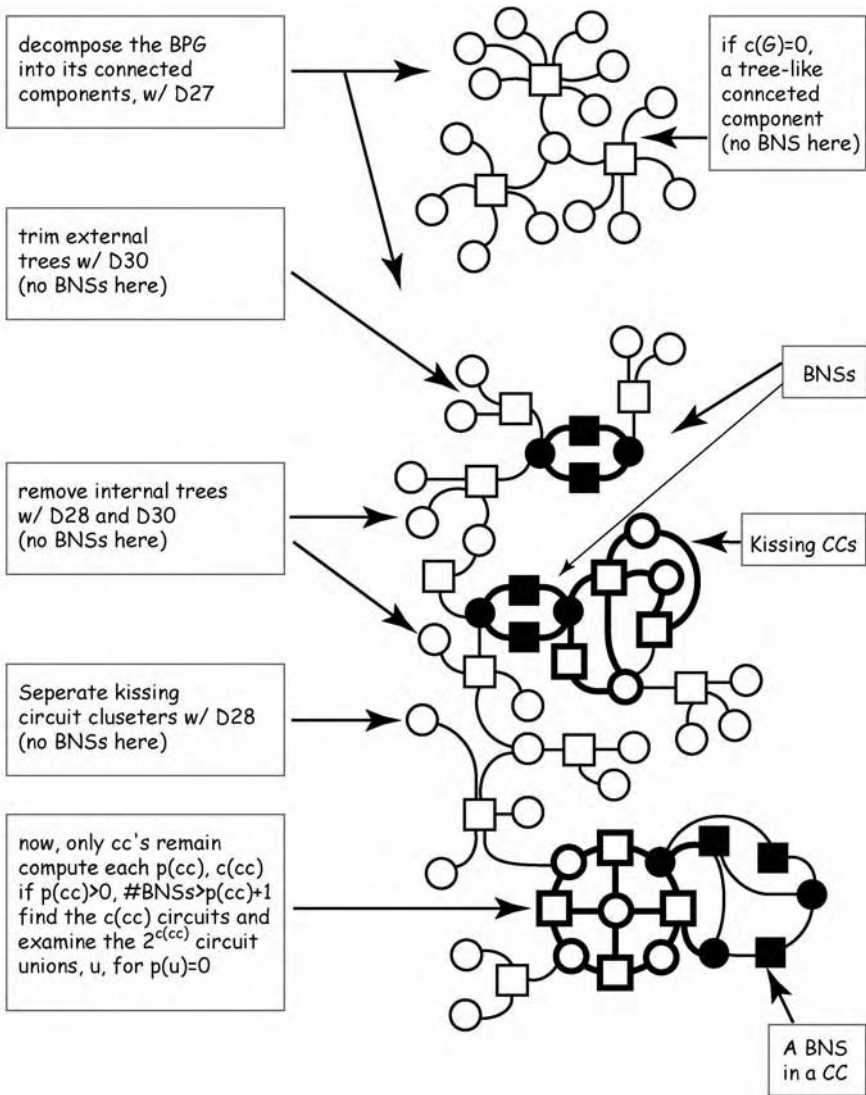 decompose the BPG
into its connected
components, w/ D27
if c(G)=0,
a tree-like
connceted
component
(no BNS here)
trim external
trees w/ D30
(no BNSs here)
BNSs
remove internal trees
w/ D28 and D30
(no BNSs here)
Kissing CCs
Seperate kissing
circuit cluseters w/ D28
(no BNSs here)
now, only cc's remain
compute each p(cc), c(cc)
if p(cc)>0, #BNSs>p(cc)+1
find the c(cc) circuits and
examine the 2^c(cc) circuit
unions, u, for p(u)=0
A BNS
in a CC